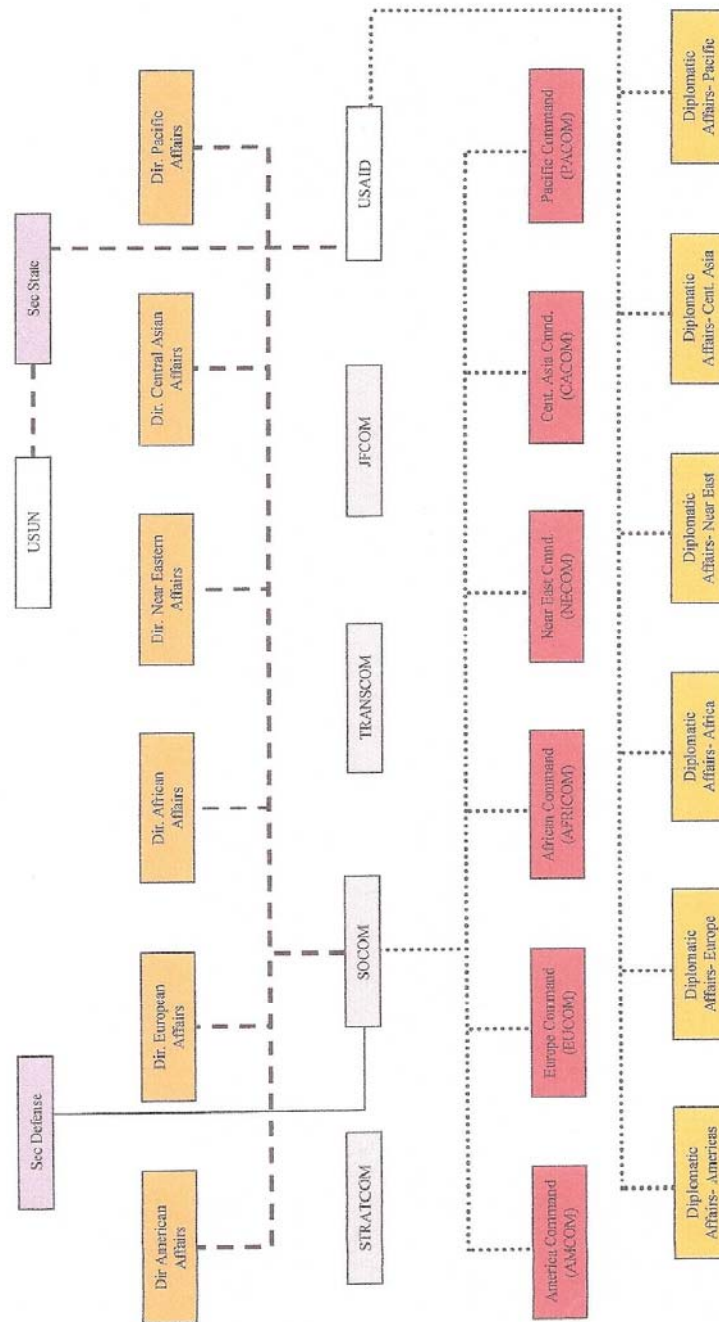 Sec Defense
USUN
Sec State
Dir American
Affairs
Dir. European
Affairs
Dir. African
Affairs
Dir. Near Eastern
Affairs
Dir. Central Asian
Affairs
Dir. Pacific
Affairs
STRATCOM
SOCOM
TRANSCOM
JFCOM
USAID
America Command
(AMCOM)
Europe Command
(EUCOM)
African Command
(AFRICOM)
Near East Cmnd.
(NECOM)
Cent. Asia Cmnd.
(CACOM)
Pacific Command
(PACOM)
Diplomatic
Affairs- Americas
Diplomatic
Affairs- Europe
Diplomatic
Affairs- Africa
Diplomatic
Affairs- Near East
Diplomatic
Affairs- Cent. Asia
Diplomatic
Affairs- Pacific